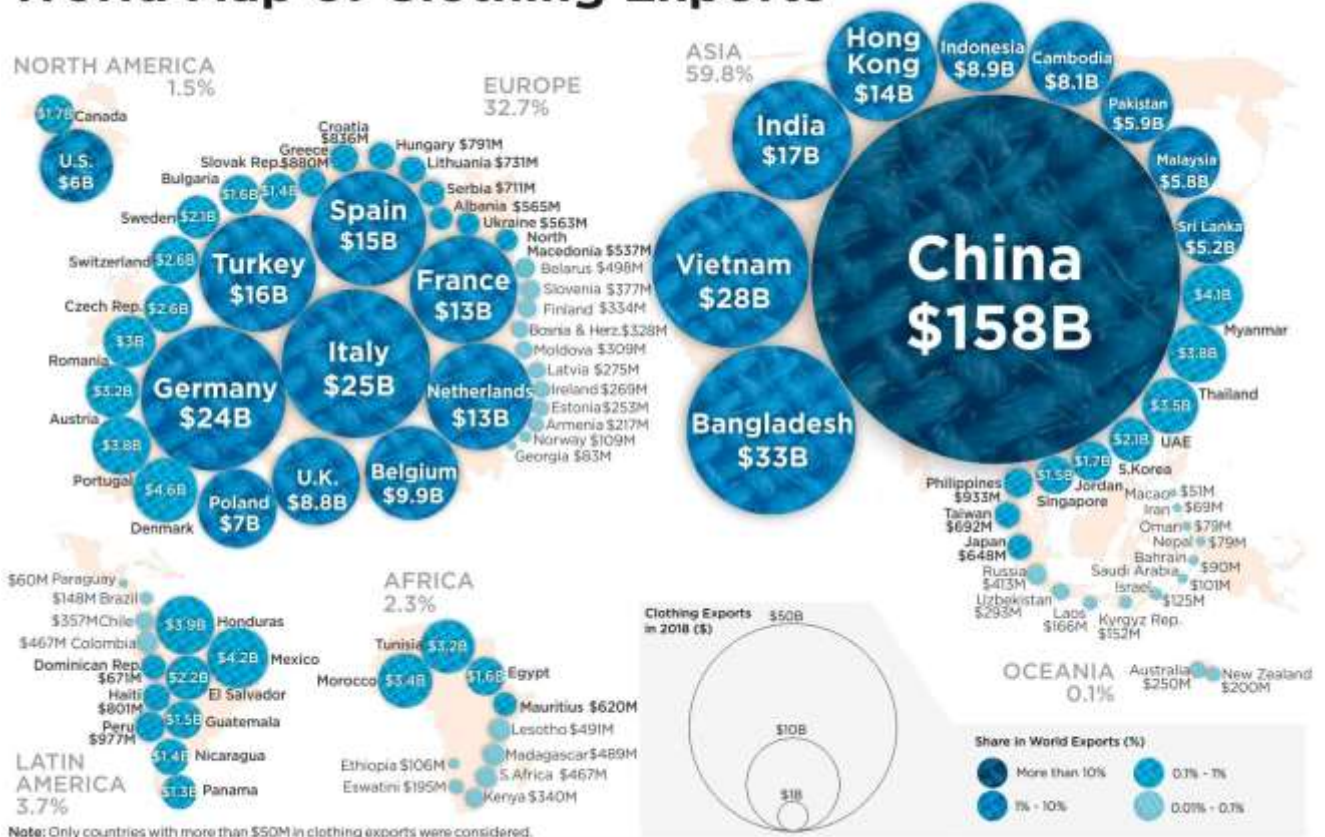 World Map of Clothing Exports
NORTH AMERICA
1.5%
$1.7B Canada
U.S.
$6B
EUROPE
32.7%
Croatia
$836M
Greece
$880M
Slovak Rep.
Bulgaria
$1.6B $1.4B
Hungary $791M
Lithuania $731M
Serbia $711M
Albania $565M
Ukraine $563M
North
Macedonia $537M
Belarus $498M
Slovenia $377M
Finland $334M
Bosnia & Herz. $328M
Moldova $309M
Latvia $275M
Ireland $269M
Estonia $253M
Armenia $217M
Norway $109M
Georgia $83M
Sweden $2.1B
Switzerland $2.6B
Czech Rep. $2.6B
$3B
Romania
$3.2B
Austria
$3.8B
Portugal
$4.6B
Denmark
Spain
$15B
Turkey
$16B
France
$13B
Italy
$25B
Germany
$24B
Netherlands
$13B
U.K.
$8.8B
Belgium
$9.9B
Poland
$7B
ASIA
59.8%
Hong
Kong
$14B
Indonesia
$8.9B
Cambodia
$8.1B
Pakistan
$5.9B
Malaysia
$5.8B
Sri Lanka
$5.2B
$4.1B
Myanmar
$3.8B
Thailand
$3.5B
UAE
$2.1B
S.Korea
$1.7B
Jordan
$1.5B
Singapore
India
$17B
Vietnam
$28B
China
$158B
Bangladesh
$33B
Philippines
$933M
Taiwan
$692M
Japan
$648M
Russia
$413M
Uzbekistan
$293M
Laos
$166M
Kyrgyz Rep.
$152M
Macao $51M
Iran $69M
Oman $79M
Nepal $79M
Bahrain
$90M
Saudi Arabia
$101M
Israel
$125M
$60M Paraguay
$148M Brazil
$357M Chile
$467M Colombia
Dominican Rep.
$671M
Haiti
$801M
Peru
$977M
$3.9B Honduras
$4.2B Mexico
$2.2B
El Salvador
$1.5B Guatemala
$1.4B Nicaragua
$1.3B Panama
LATIN
AMERICA
3.7%
AFRICA
2.3%
Tunisia $3.2B
Morocco $3.4B
$1.6B Egypt
Mauritius $620M
Lesotho $491M
Madagascar $489M
S.Africa $467M
Kenya $340M
Ethiopia $106M
Eswatini $195M
Clothing Exports
in 2018 ($)
$50B
$10B
$1B
OCEANIA
0.1%
Australia
$250M
New Zealand
$200M
Share in World Exports (%)
More than 10%
0.1% - 1%
1% - 10%
0.01% - 0.1%
Note: Only countries with more than $50M in clothing exports were considered.